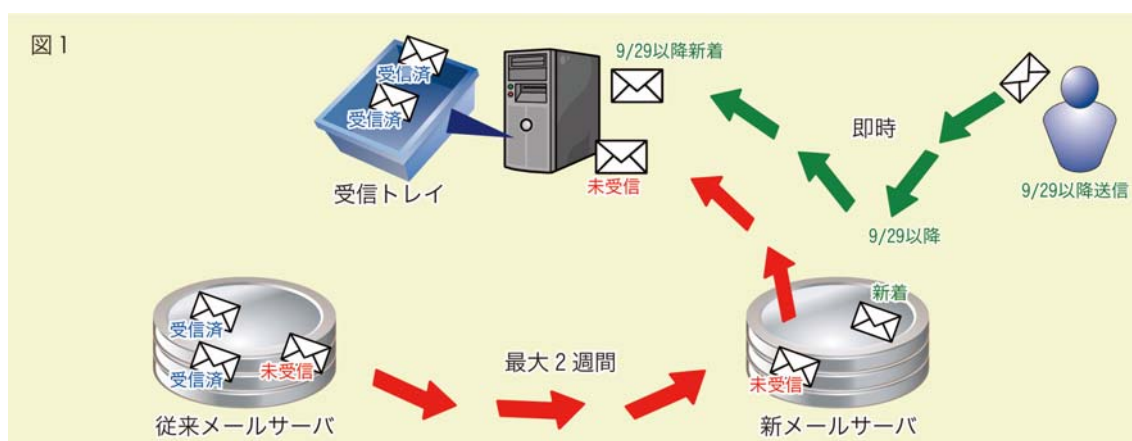 図1
9/29以降新着
受信済
受信済
即時
未受信
受信トレイ
9/29以降送信
9/29以降
新着
受信済
受信済
未受信
最大2週間
未受信
従来メールサーバ
新メールサーバ